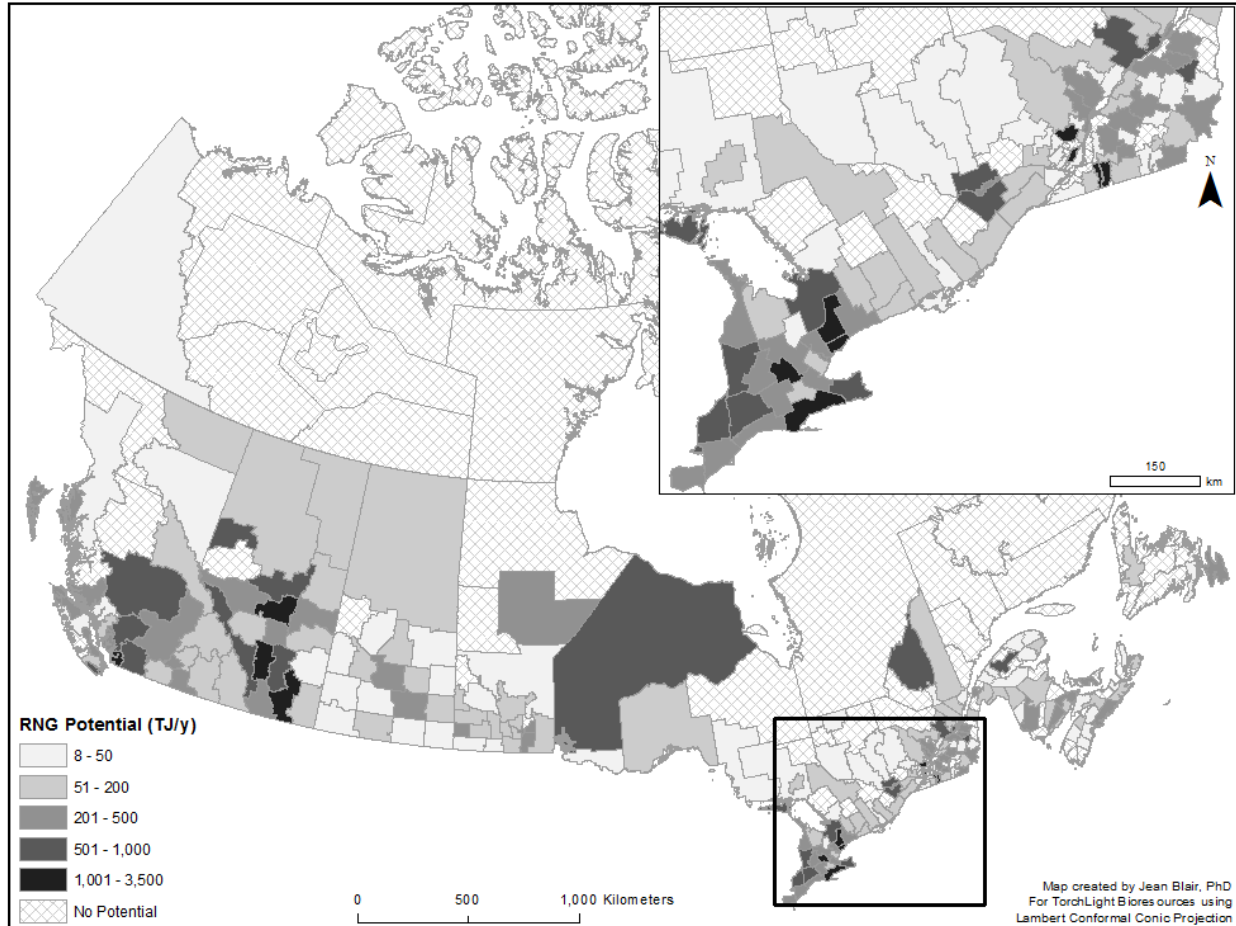 N
150
km
RNG Potential (TJ/y)
8 - 50
51 - 200
201 - 500
501 - 1,000
1,001 - 3,500
No Potential
0 500 1,000 Kilometers
Map created by Jean Blair, PhD
For TorchLight Bioresources using
Lambert Conformal Conic Projection